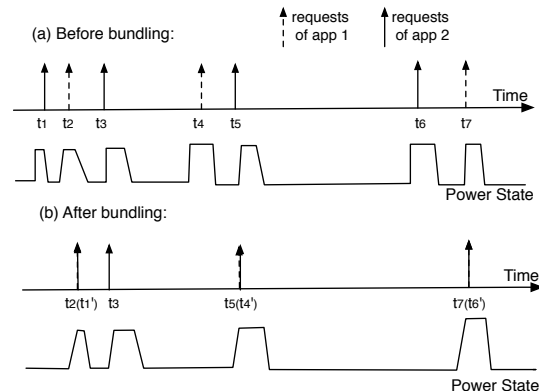 requests of app 1
requests of app 2
(a) Before bundling:
Time
t1 t2 t3 t4 t5 t6 t7
Power State
(b) After bundling:
Time
t2(t1') t3 t5(t4') t7(t6')
Power State